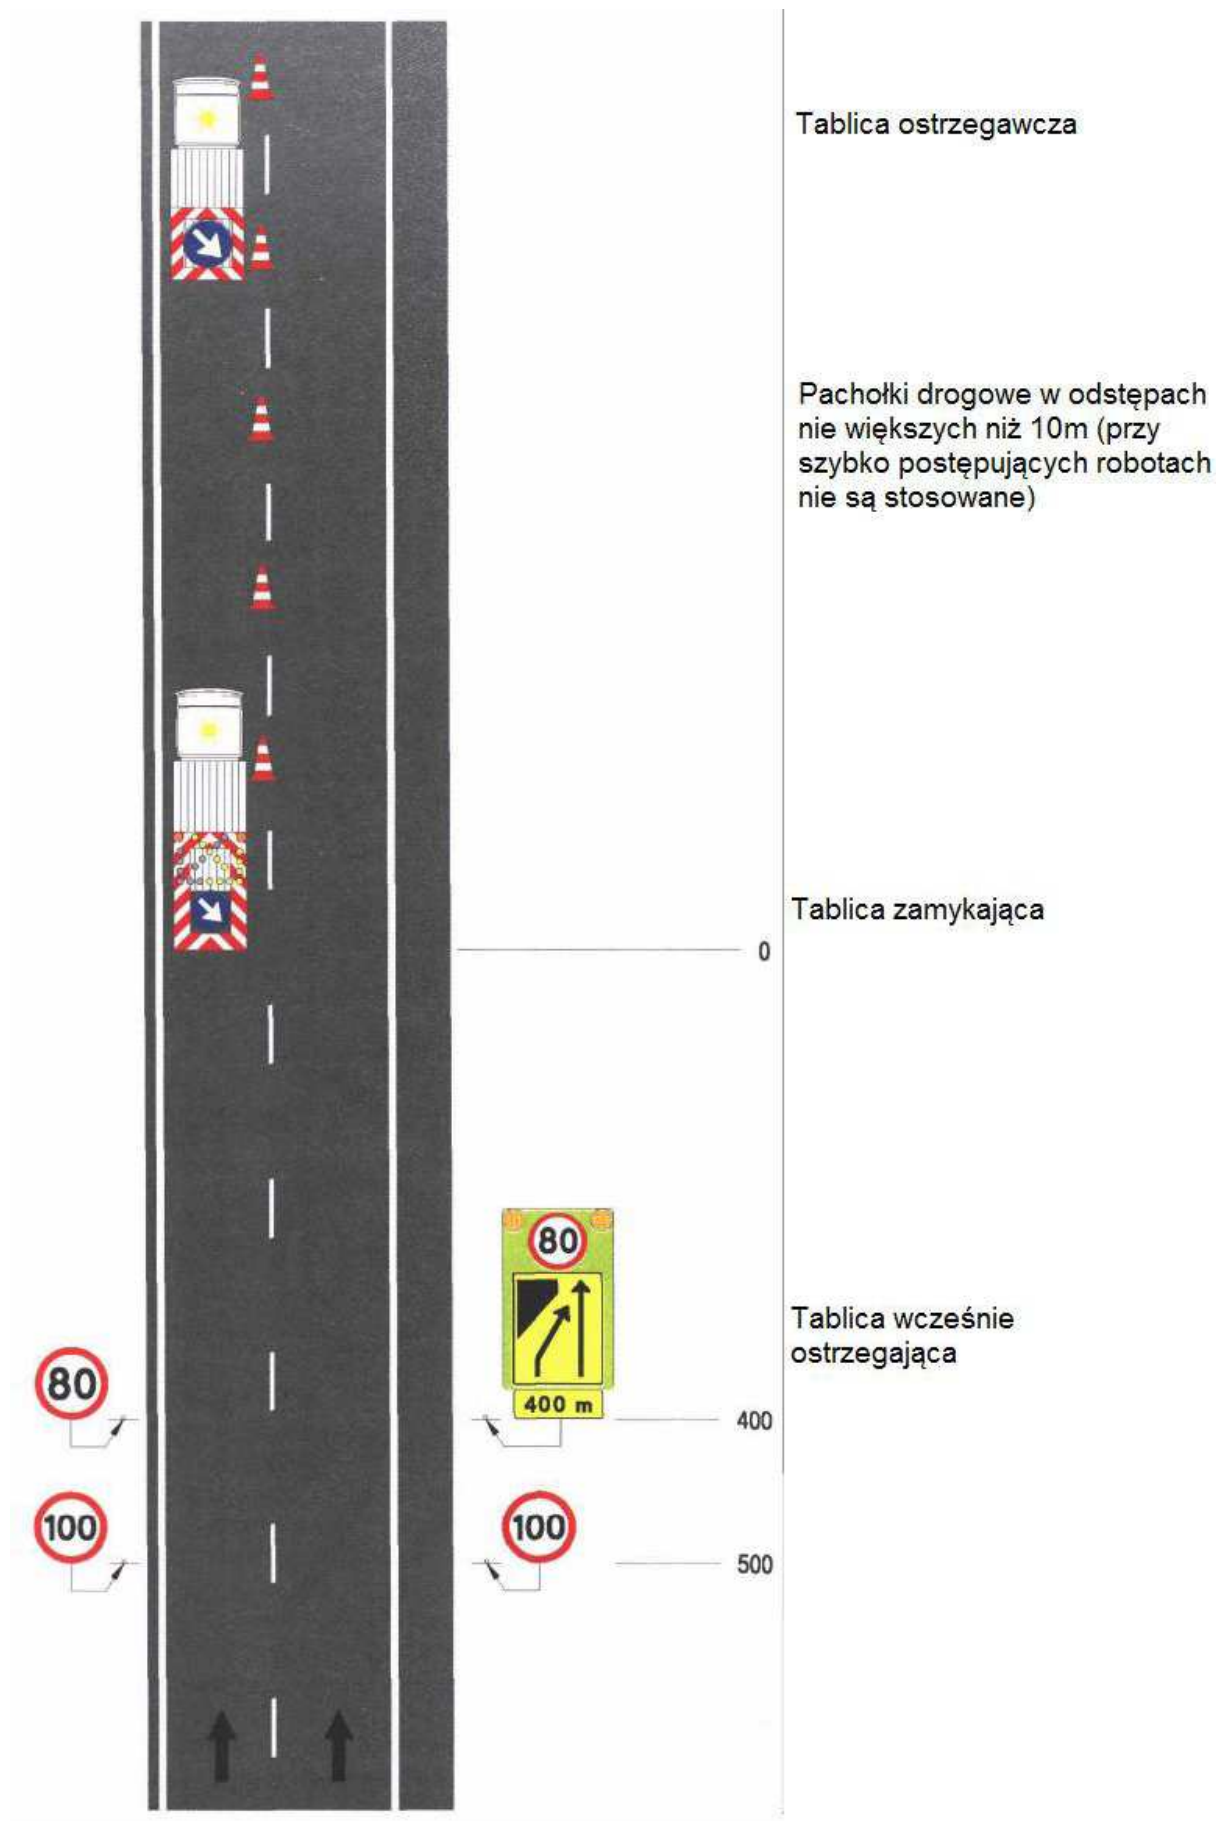 Tablica ostrzegawcza
Pachołki drogowe w odstępach
nie większych niż 10m (przy
szybko postępujących robotach
nie są stosowane)
Tablica zamykająca
0
80
Tablica wcześnie
ostrzegająca
80
400 m
400
100
100
500